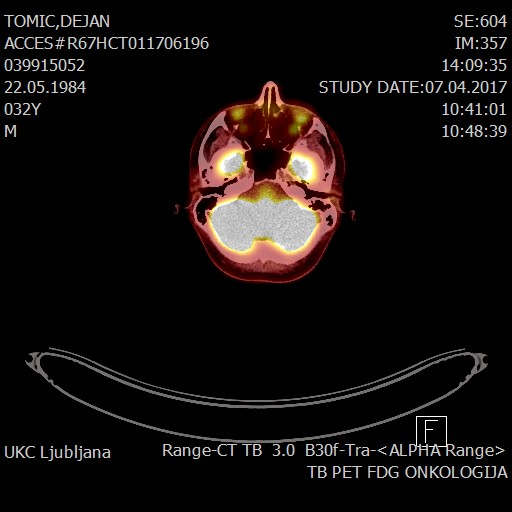 TOMIC,DEJAN
SE:604
ACCES#R67HCT011706196
IM:357
039915052
14:09:35
22.05.1984
STUDY DATE:07.04.2017
032Y
10:41:01
M
10:48:39
F
UKC Ljubljana
Range-CT TB 3.0 B30f-Tra-<ALPHA Range>
TB PET FDG ONKOLOGIJA